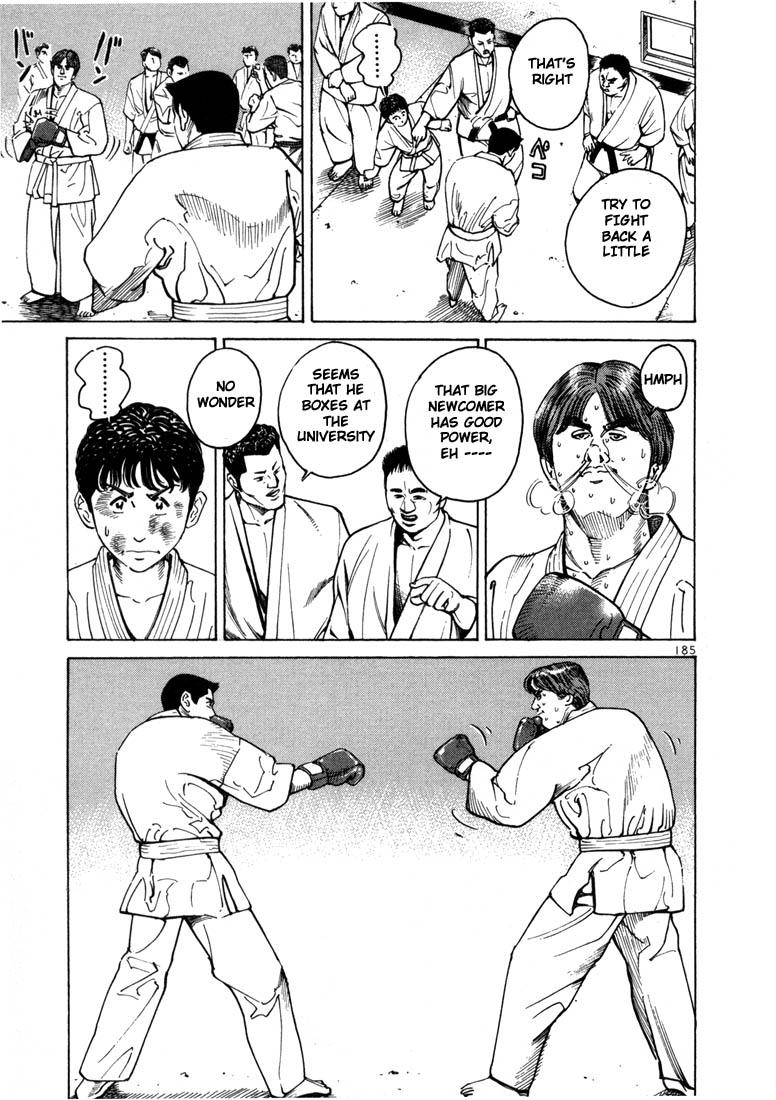 THAT'S
RIGHT
………
ペコ
TRY TO
FIGHT
BACK A
LITTLE
バン
バン
HMPH
THAT BIG
NEWCOMER
HAS GOOD
POWER,
EH ----
SEEMS
THAT HE
BOXES AT
THE
UNIVERSITY
NO
WONDER
………
185